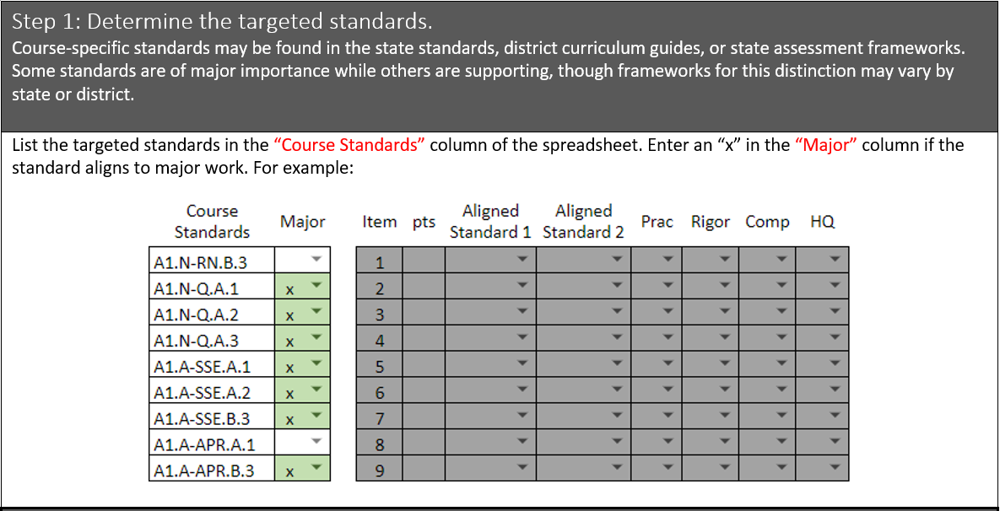 Step 1: Determine the targeted standards.
Course-specific standards may be found in the state standards, district curriculum guides, or state assessment frameworks.
Some standards are of major importance while others are supporting, though frameworks for this distinction may vary by
state or district.
List the targeted standards in the “Course Standards” column of the spreadsheet. Enter an “x” in the “Major” column if the
standard aligns to major work. For example:
Course Standards Major Item pts Aligned Standard 1 Aligned Standard 2 Prac Rigor Comp HQ
A1.N-RN.B.3 1
A1.N-Q.A.1 x 2
A1.N-Q.A.2 x 3
A1.N-Q.A.3 x 4
A1.A-SSE.A.1 x 5
A1.A-SSE.A.2 x 6
A1.A-SSE.B.3 x 7
A1.A-APR.A.1 8
A1.A-APR.B.3 x 9